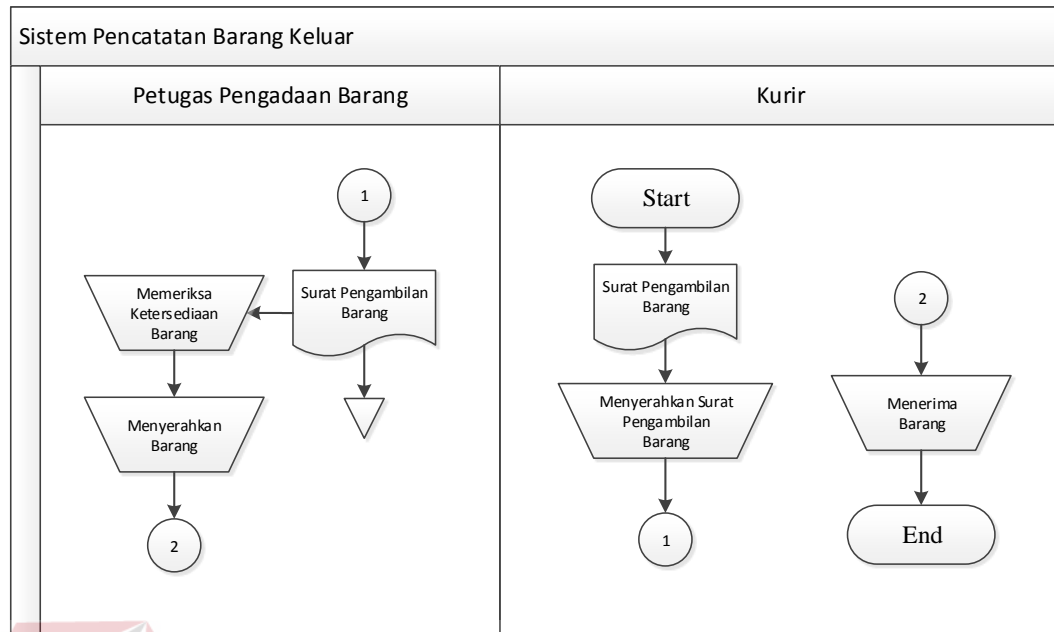 Sistem Pencatatan Barang Keluar
Petugas Pengadaan Barang
Kurir
1
Surat Pengambilan
Barang
Memeriksa
Ketersediaan
Barang
Menyerahkan
Barang
2
Start
Surat Pengambilan
Barang
Menyerahkan Surat
Pengambilan
Barang
1
2
Menerima
Barang
End